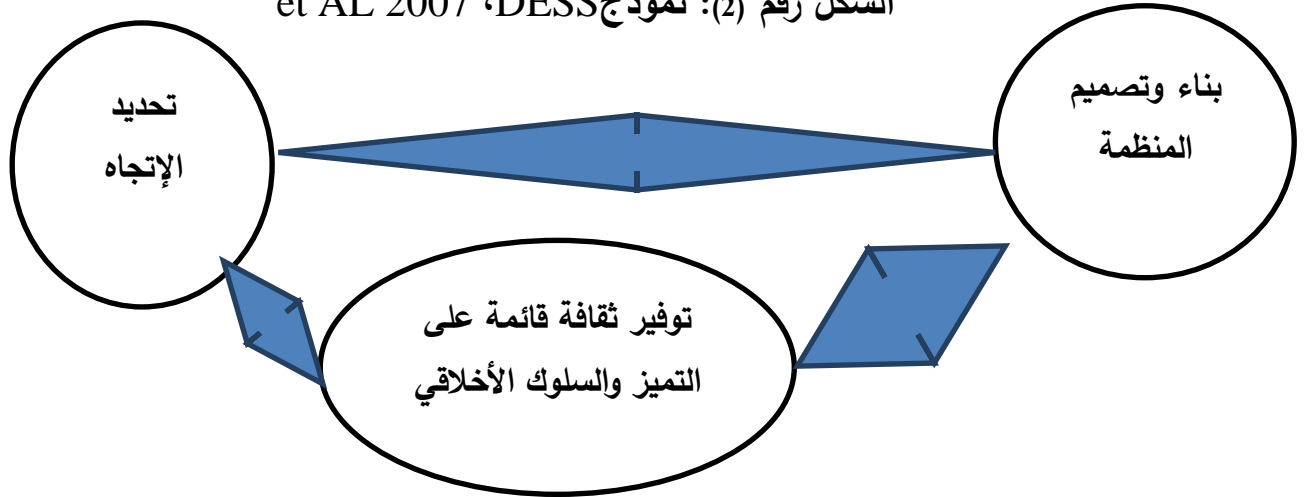 الشكل رقم (2): نموذج DESS، et AL 2007
بناء وتصميم
المنظمة
تحديد
الإتجاه
توفير ثقافة قائمة على
التميز والسلوك الأخلاقي